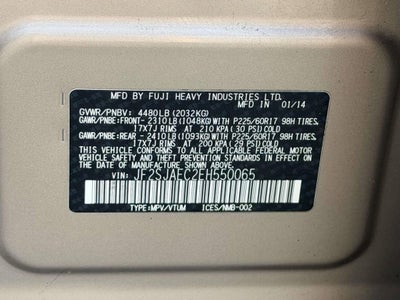 MFD BY FUJI HEAVY INDUSTRIES LTD.
MFD IN 01/14
GVWR/PNBV: 4480LB(2032KG)
GAWR/PNBE:FRONT- 2310LB(1048KG)WITH P225/60R17 98H TIRES.
17X7J RIMS AT 210 KPA(30 PSI)COLD
GAWR/PNBE:REAR - 2410LB(1093KG)WITH P225/60R17 98H TIRES.
17X7J RIMS AT 200 KPA(29 PSI)COLD
THIS VEHICLE CONFORMS TO ALL APPLICABLE
FEDERAL MOTOR VEHICLE SAFETY
STANDARDS IN EFFECT ON THE DATE
OF MANUFACTURE SHOWN ABOVE.
VIN: JF2SJAEC2EH550065
TYPE:MPV/VTUM ICES/NMB-002